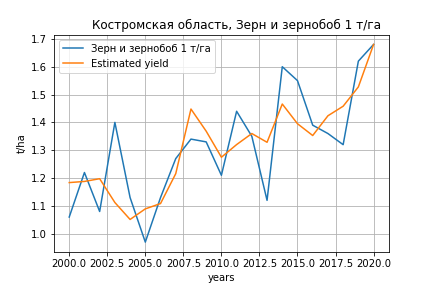 Костромская область, Зерн и зернобоб 1 т/га
Зерн и зернобоб 1 т/га
Estimated yield
1.7
1.6
1.5
1.4
1.3
1.2
1.1
1.0
t/ha
2000.0 2002.5 2005.0 2007.5 2010.0 2012.5 2015.0 2017.5 2020.0
years